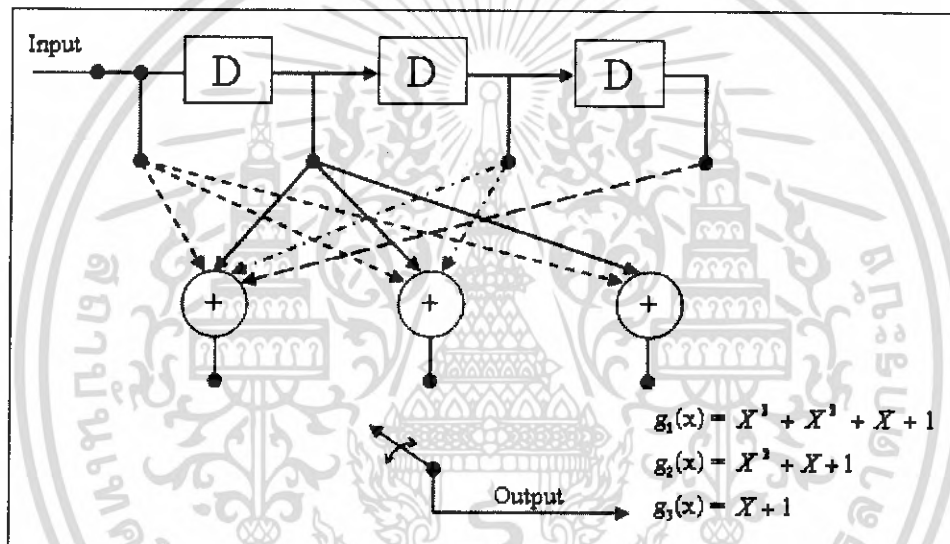 Input
D D D
+ + +
g₁(x) = X³ + X² + X + 1
g₂(x) = X² + X + 1
Output
g₃(x) = X + 1